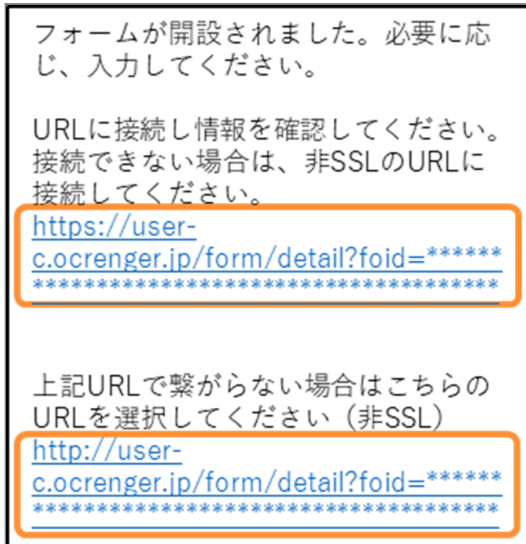 フォームが開設されました。必要に応
じ、入力してください。
URLに接続し情報を確認してください。
接続できない場合は、非SSLのURLに
接続してください。
https://user-
c.ocrenger.jp/form/detail?foid=******
************************************
上記URLで繋がらない場合はこちらの
URLを選択してください（非SSL）
http://user-
c.ocrenger.jp/form/detail?foid=******
************************************